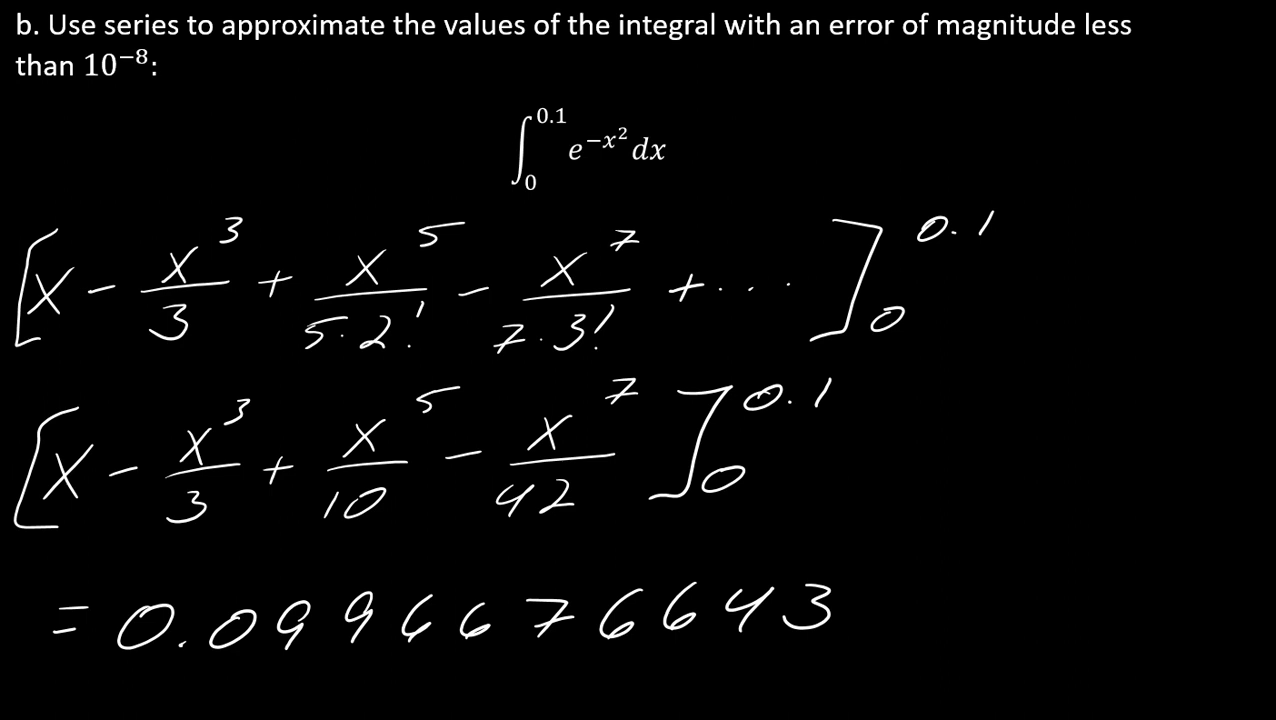 b. Use series to approximate the values of the integral with an error of magnitude less
than 10⁻⁸:
∫₀^0.1 e^(−x²) dx
[x − x³/3 + x⁵/(5·2!) − x⁷/(7·3!) + ...]₀^0.1
[x − x³/3 + x⁵/10 − x⁷/42]₀^0.1
= 0.0996676643